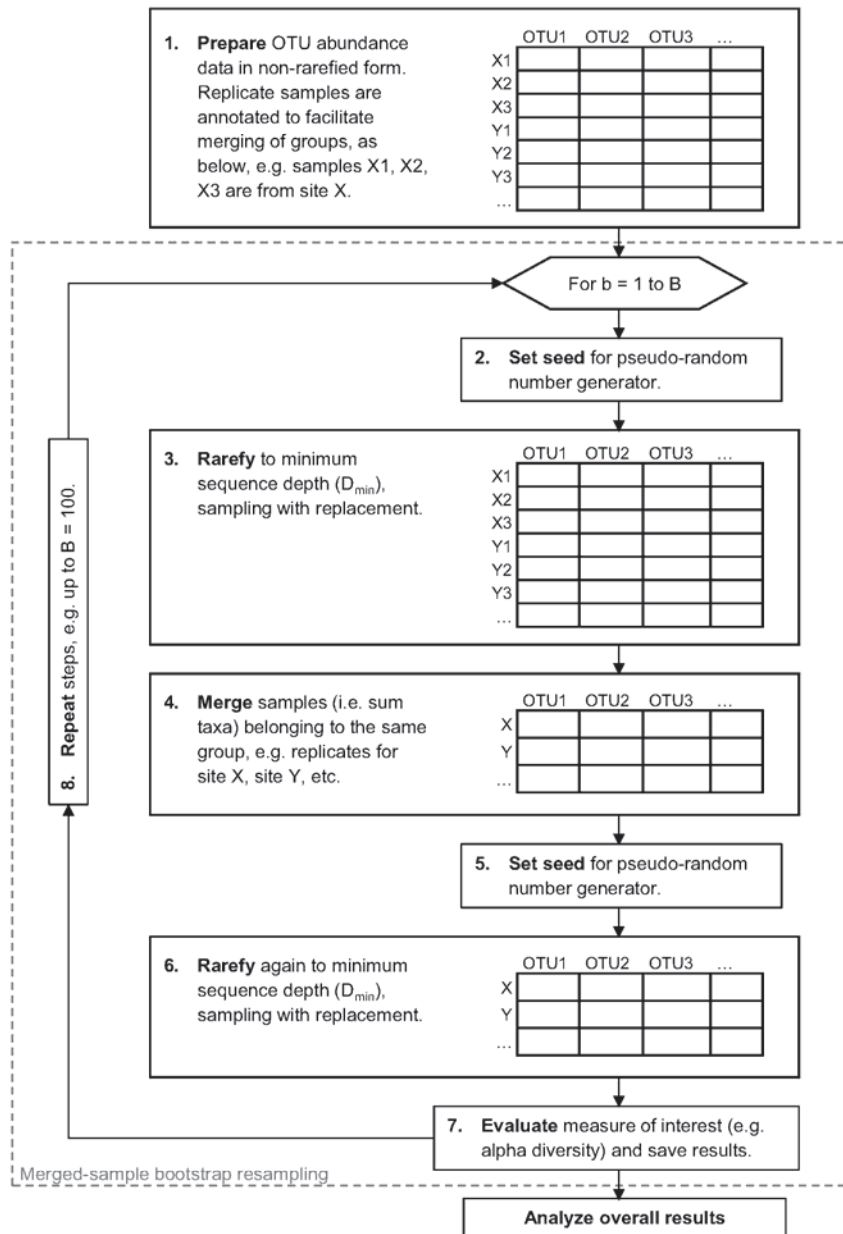 1. Prepare OTU abundance
data in non-rarefied form.
Replicate samples are
annotated to facilitate
merging of groups, as
below, e.g. samples X1, X2,
X3 are from site X.
OTU1 OTU2 OTU3 ...
X1
X2
X3
Y1
Y2
Y3
...
For b = 1 to B
2. Set seed for pseudo-random
number generator.
3. Rarefy to minimum
sequence depth (Dmin),
sampling with replacement.
OTU1 OTU2 OTU3 ...
X1
X2
X3
Y1
Y2
Y3
...
4. Merge samples (i.e. sum
taxa) belonging to the same
group, e.g. replicates for
site X, site Y, etc.
OTU1 OTU2 OTU3 ...
X
Y
...
5. Set seed for pseudo-random
number generator.
6. Rarefy again to minimum
sequence depth (Dmin),
sampling with replacement.
OTU1 OTU2 OTU3 ...
X
Y
...
7. Evaluate measure of interest (e.g.
alpha diversity) and save results.
8. Repeat steps, e.g. up to B = 100.
Merged-sample bootstrap resampling
Analyze overall results